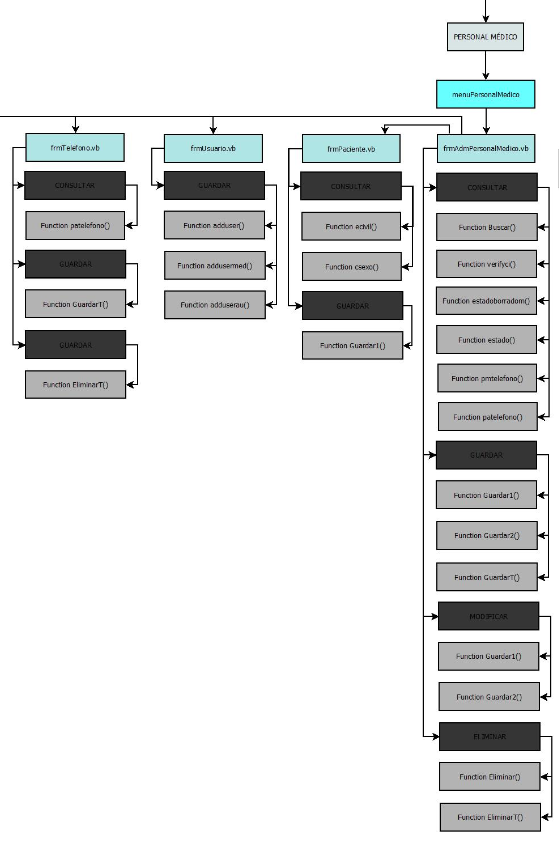 PERSONAL MÉDICO
menuPersonalMedico
frmTelefono.vb
CONSULTAR
Function patelefono()
GUARDAR
Function GuardarT()
GUARDAR
Function EliminarT()
frmUsuario.vb
GUARDAR
Function adduser()
Function addusermed()
Function adduserau()
frmPaciente.vb
CONSULTAR
Function ecivil()
Function csexo()
GUARDAR
Function Guardar1()
frmAdmPersonalMedico.vb
CONSULTAR
Function Buscar()
Function verifyci()
Function estadoborradom()
Function estado()
Function pmtelefono()
Function patelefono()
GUARDAR
Function Guardar1()
Function Guardar2()
Function GuardarT()
MODIFICAR
Function Guardar1()
Function Guardar2()
ELIMINAR
Function Eliminar()
Function EliminarT()